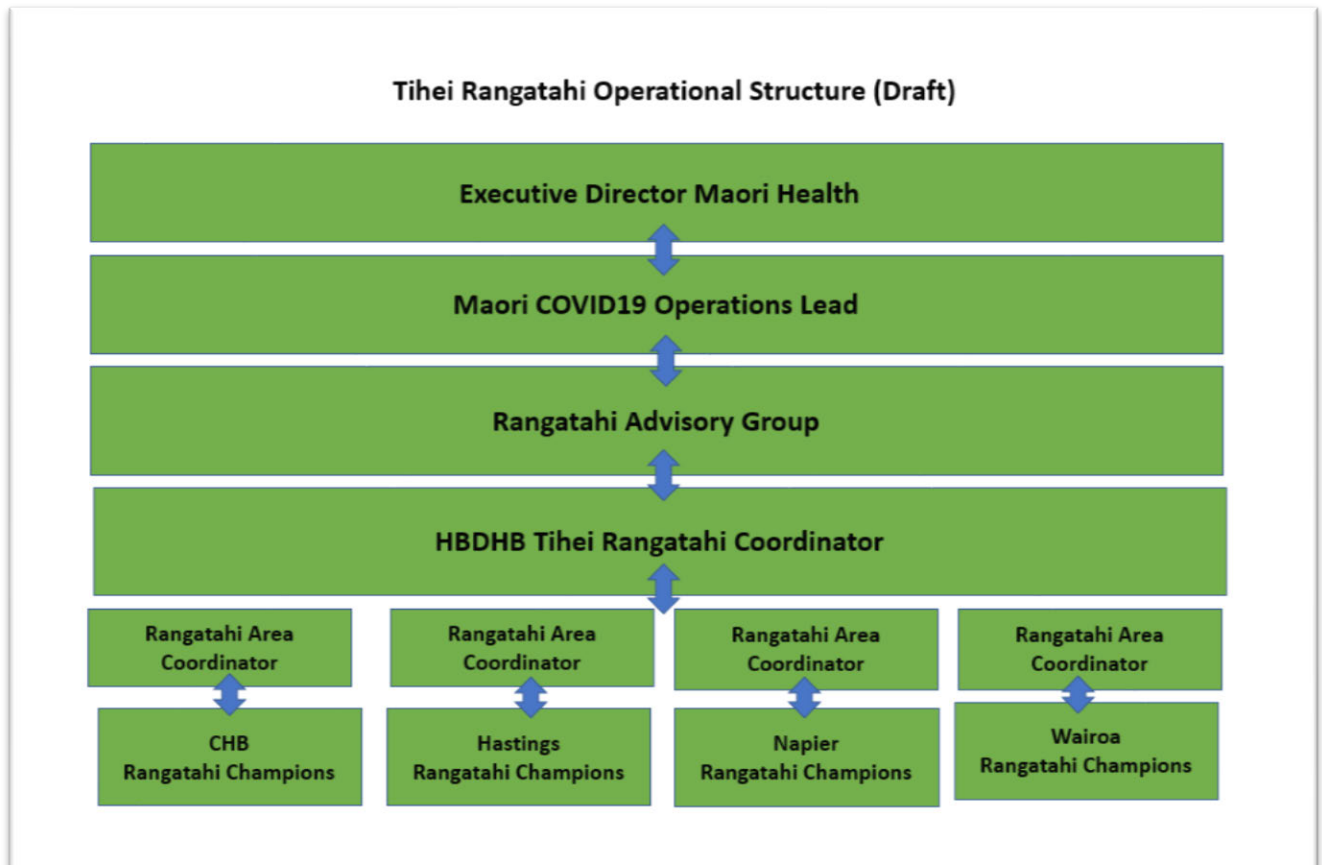 Tihei Rangatahi Operational Structure (Draft)
Executive Director Maori Health
Maori COVID19 Operations Lead
Rangatahi Advisory Group
HBDHB Tihei Rangatahi Coordinator
Rangatahi Area
Coordinator
Rangatahi Area
Coordinator
Rangatahi Area
Coordinator
Rangatahi Area
Coordinator
CHB
Rangatahi Champions
Hastings
Rangatahi Champions
Napier
Rangatahi Champions
Wairoa
Rangatahi Champions